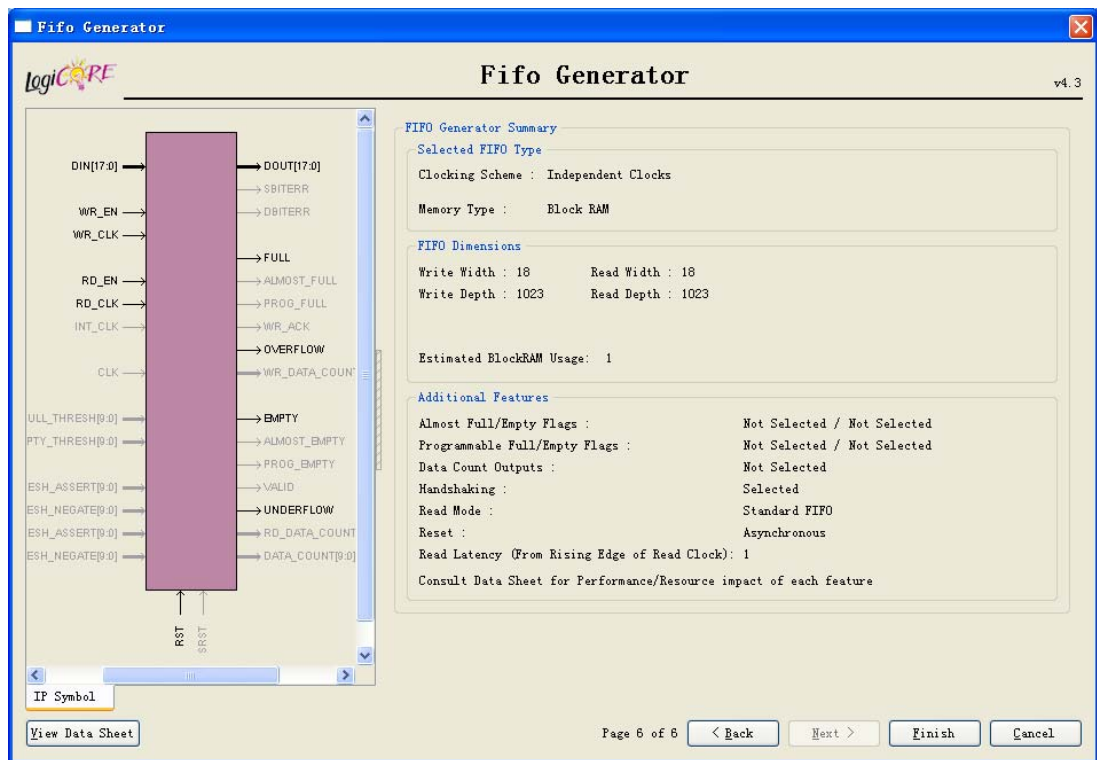 Fifo Generator
LogiCORE
Fifo Generator
v4.3
DIN[17:0]
DOUT[17:0]
SBITERR
WR_EN
DBITERR
WR_CLK
FULL
RD_EN
ALMOST_FULL
RD_CLK
PROG_FULL
INT_CLK
WR_ACK
OVERFLOW
CLK
WR_DATA_COUN
ULL_THRESH[9:0]
EMPTY
PTY_THRESH[9:0]
ALMOST_EMPTY
PROG_EMPTY
ESH_ASSERT[9:0]
VALID
ESH_NEGATE[9:0]
UNDERFLOW
ESH_ASSERT[9:0]
RD_DATA_COUNT
ESH_NEGATE[9:0]
DATA_COUNT[9:0]
RST
SRST
IP Symbol
FIFO Generator Summary
Selected FIFO Type
Clocking Scheme : Independent Clocks
Memory Type : Block RAM
FIFO Dimensions
Write Width : 18 Read Width : 18
Write Depth : 1023 Read Depth : 1023
Estimated BlockRAM Usage: 1
Additional Features
Almost Full/Empty Flags : Not Selected / Not Selected
Programmable Full/Empty Flags : Not Selected / Not Selected
Data Count Outputs : Not Selected
Handshaking : Selected
Read Mode : Standard FIFO
Reset : Asynchronous
Read Latency (From Rising Edge of Read Clock): 1
Consult Data Sheet for Performance/Resource impact of each feature
View Data Sheet
Page 6 of 6
< Back
Next >
Finish
Cancel